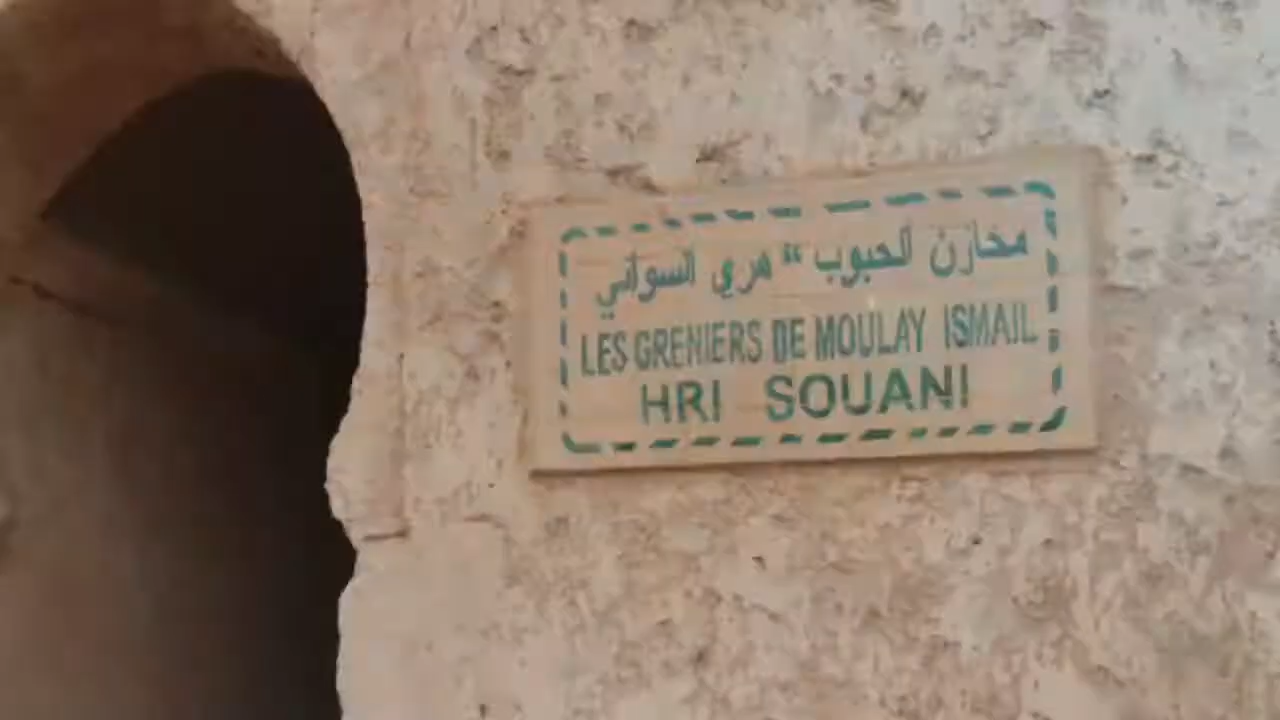 مخازن الحبوب “ هري السواني
LES GRENIERS DE MOULAY ISMAIL
HRI SOUANI